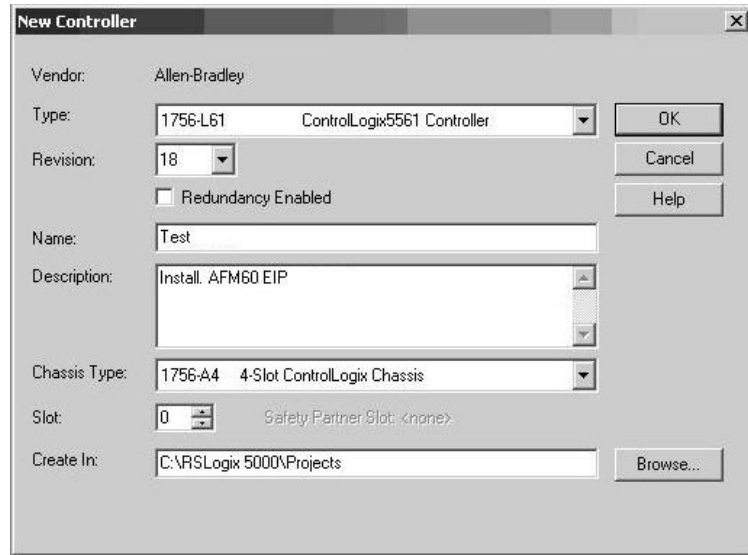 New Controller
Vendor: Allen-Bradley
Type: 1756-L61 ControlLogix5561 Controller OK
Revision: 18 Cancel
Redundancy Enabled Help
Name: Test
Description: Install. AFM60 EIP
Chassis Type: 1756-A4 4-Slot ControlLogix Chassis
Slot: 0 Safety Partner Slot: <none>
Create In: C:\RSLogix 5000\Projects Browse...